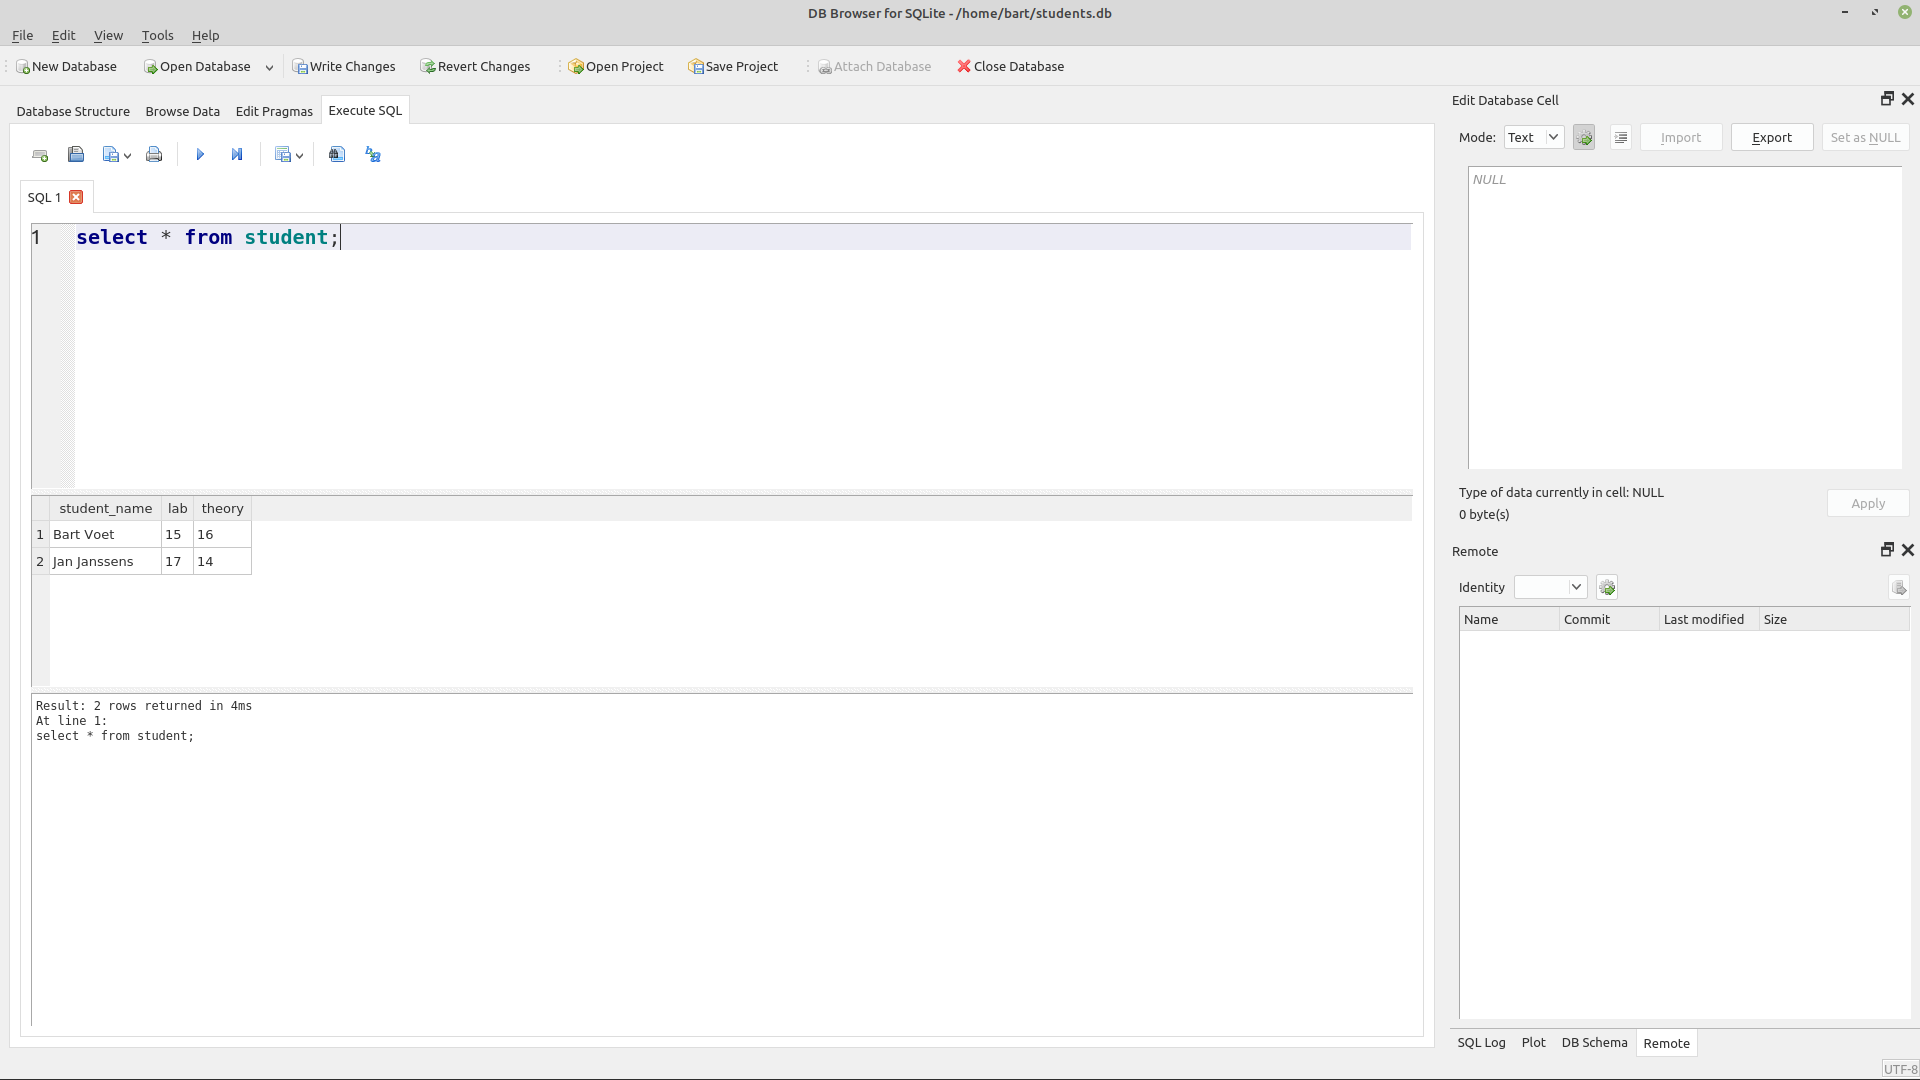 DB Browser for SQLite - /home/bart/students.db
File Edit View Tools Help
New Database Open Database Write Changes Revert Changes Open Project Save Project Attach Database Close Database
Database Structure Browse Data Edit Pragmas Execute SQL
SQL 1
1 select * from student;
student_name lab theory
1 Bart Voet 15 16
2 Jan Janssens 17 14
Result: 2 rows returned in 4ms
At line 1:
select * from student;
Edit Database Cell
Mode: Text Import Export Set as NULL
NULL
Type of data currently in cell: NULL
0 byte(s)
Apply
Remote
Identity
Name Commit Last modified Size
SQL Log Plot DB Schema Remote
UTF-8